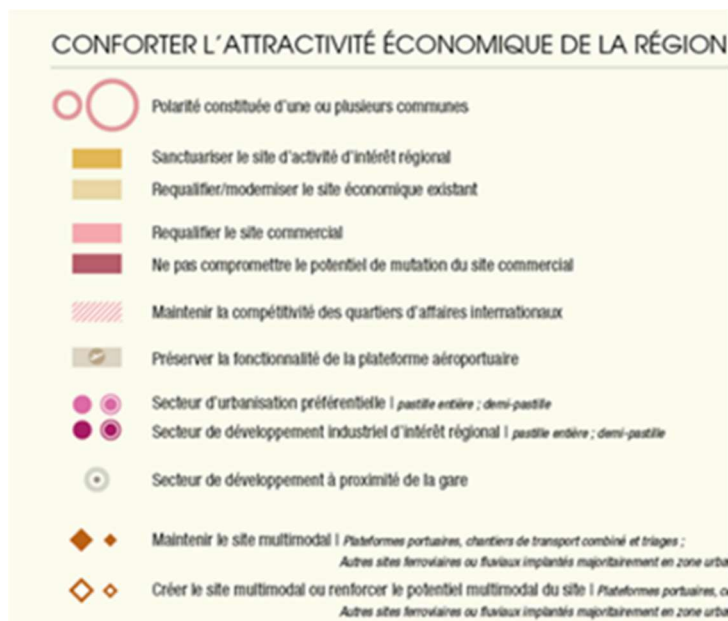 CONFORTER L'ATTRACTIVITÉ ÉCONOMIQUE DE LA RÉGION
Polarité constituée d'une ou plusieurs communes
Sanctuariser le site d'activité d'intérêt régional
Requalifier/moderniser le site économique existant
Requalifier le site commercial
Ne pas compromettre le potentiel de mutation du site commercial
Maintenir la compétitivité des quartiers d'affaires internationaux
Préserver la fonctionnalité de la plateforme aéroportuaire
Secteur d'urbanisation préférentielle | pastille entière ; demi-pastille
Secteur de développement industriel d'intérêt régional | pastille entière ; demi-pastille
Secteur de développement à proximité de la gare
Maintenir le site multimodal | Plateformes portuaires, chantiers de transport combiné et triages ;
Autres sites ferroviaires ou fluviaux implantés majoritairement en zone urba
Créer le site multimodal ou renforcer le potentiel multimodal du site | Plateformes portuaires, c
Autres sites ferroviaires ou fluviaux implantés majoritairement en zone urba